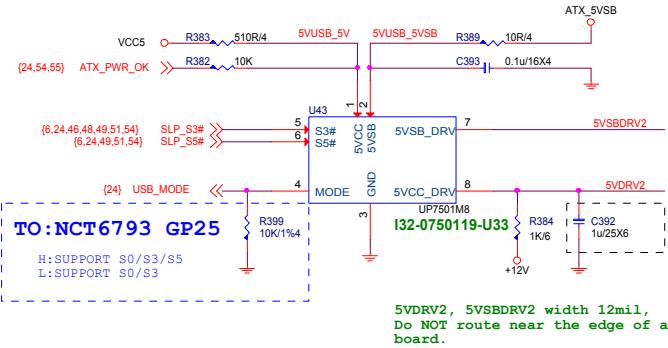 ATX_5VSB
VCC5
R383
510R/4
5VUSB_5V
5VUSB_5VSB
R389
10R/4
{24,54,55}
ATX_PWR_OK
R382
10K
C393
0.1u/16X4
U43
1
2
{6,24,46,48,49,51,54}
SLP_S3#
5
S3#
5VCC
5VSB
5VSB_DRV
7
5VSBDRV2
{6,24,49,51,54}
SLP_S5#
6
S5#
{24}
USB_MODE
4
MODE
GND
5VCC_DRV
8
5VDRV2
3
UP7501M8
I32-0750119-U33
TO:NCT6793 GP25
R399
10K/1%4
R384
1K/6
C392
1u/25X6
H:SUPPORT S0/S3/S5
L:SUPPORT S0/S3
+12V
5VDRV2, 5VSBDRV2 width 12mil,
Do NOT route near the edge of a
board.